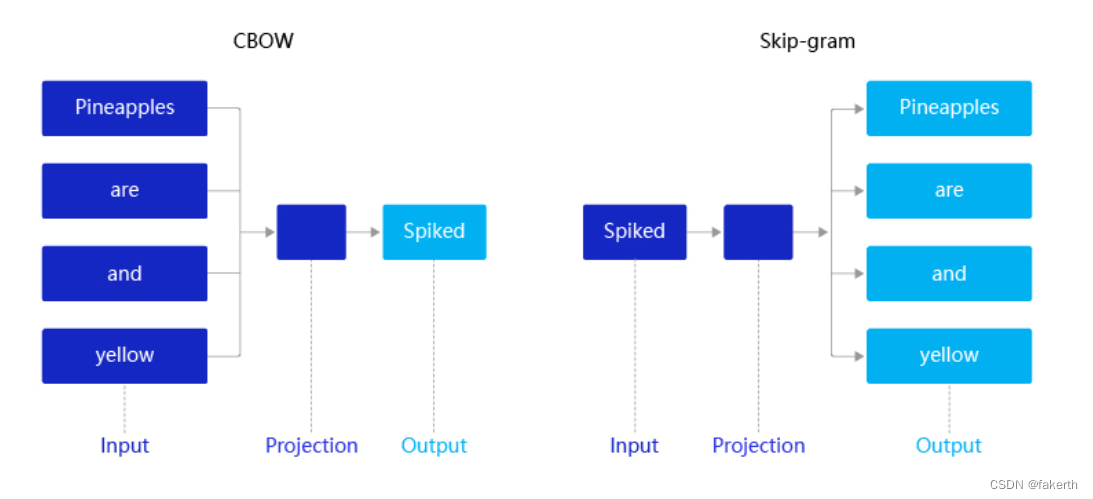 CBOW
Skip-gram
Pineapples
are
and
yellow
Spiked
Input
Projection
Output
Spiked
Pineapples
are
and
yellow
Input
Projection
Output
CSDN @fakerth